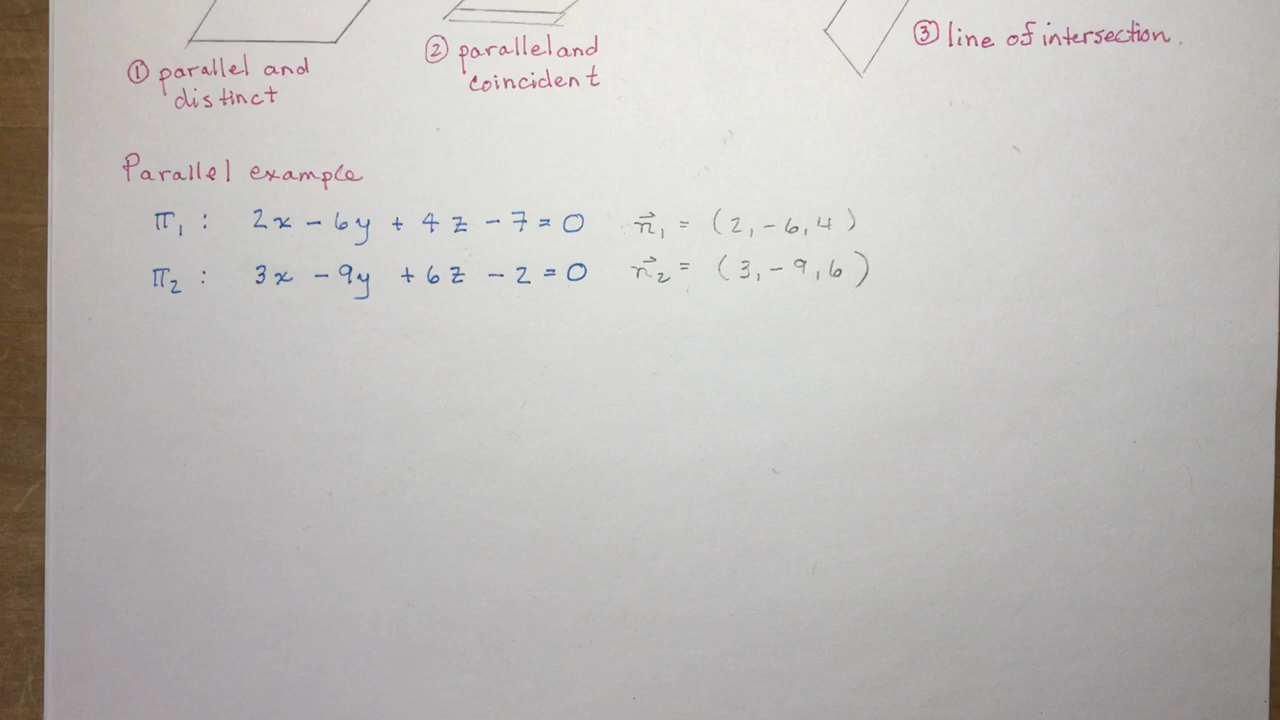 ① parallel and
distinct
② parallel and
coincident
③ line of intersection.
Parallel example
π₁ : 2x - 6y + 4z - 7 = 0 n⃗₁ = (2, -6, 4)
π₂ : 3x - 9y + 6z - 2 = 0 n⃗₂ = (3, -9, 6)